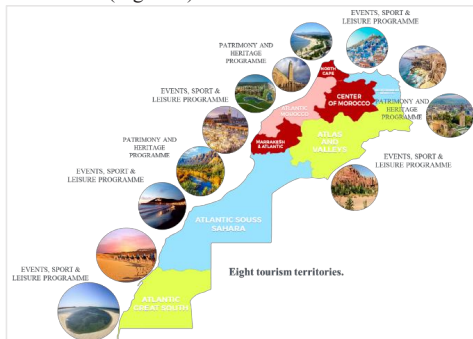 EVENTS, SPORT &
LEISURE PROGRAMME
PATRIMONY AND
HERITAGE
PROGRAMME
NORTH
CAPE
EVENTS, SPORT &
LEISURE PROGRAMME
ATLANTIC
MOROCCO
CENTER
OF MOROCCO
PATRIMONY AND
HERITAGE PROGRAMME
PATRIMONY AND
HERITAGE
PROGRAMME
MARRAKESH
& ATLANTIC
ATLAS
AND
VALLEYS
EVENTS, SPORT &
LEISURE PROGRAMME
EVENTS, SPORT &
LEISURE PROGRAMME
ATLANTIC SOUSS
SAHARA
EVENTS, SPORT &
LEISURE PROGRAMME
Eight tourism territories.
ATLANTIC
GREAT SOUTH